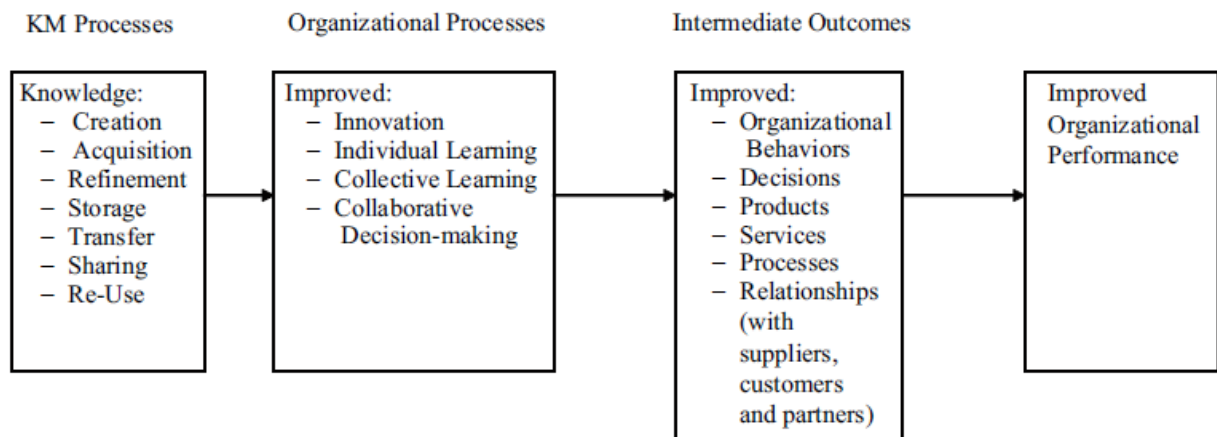 KM Processes
Organizational Processes
Intermediate Outcomes
Knowledge:
– Creation
– Acquisition
– Refinement
– Storage
– Transfer
– Sharing
– Re-Use
Improved:
– Innovation
– Individual Learning
– Collective Learning
– Collaborative
Decision-making
Improved:
– Organizational
Behaviors
– Decisions
– Products
– Services
– Processes
– Relationships
(with
suppliers,
customers
and partners)
Improved
Organizational
Performance